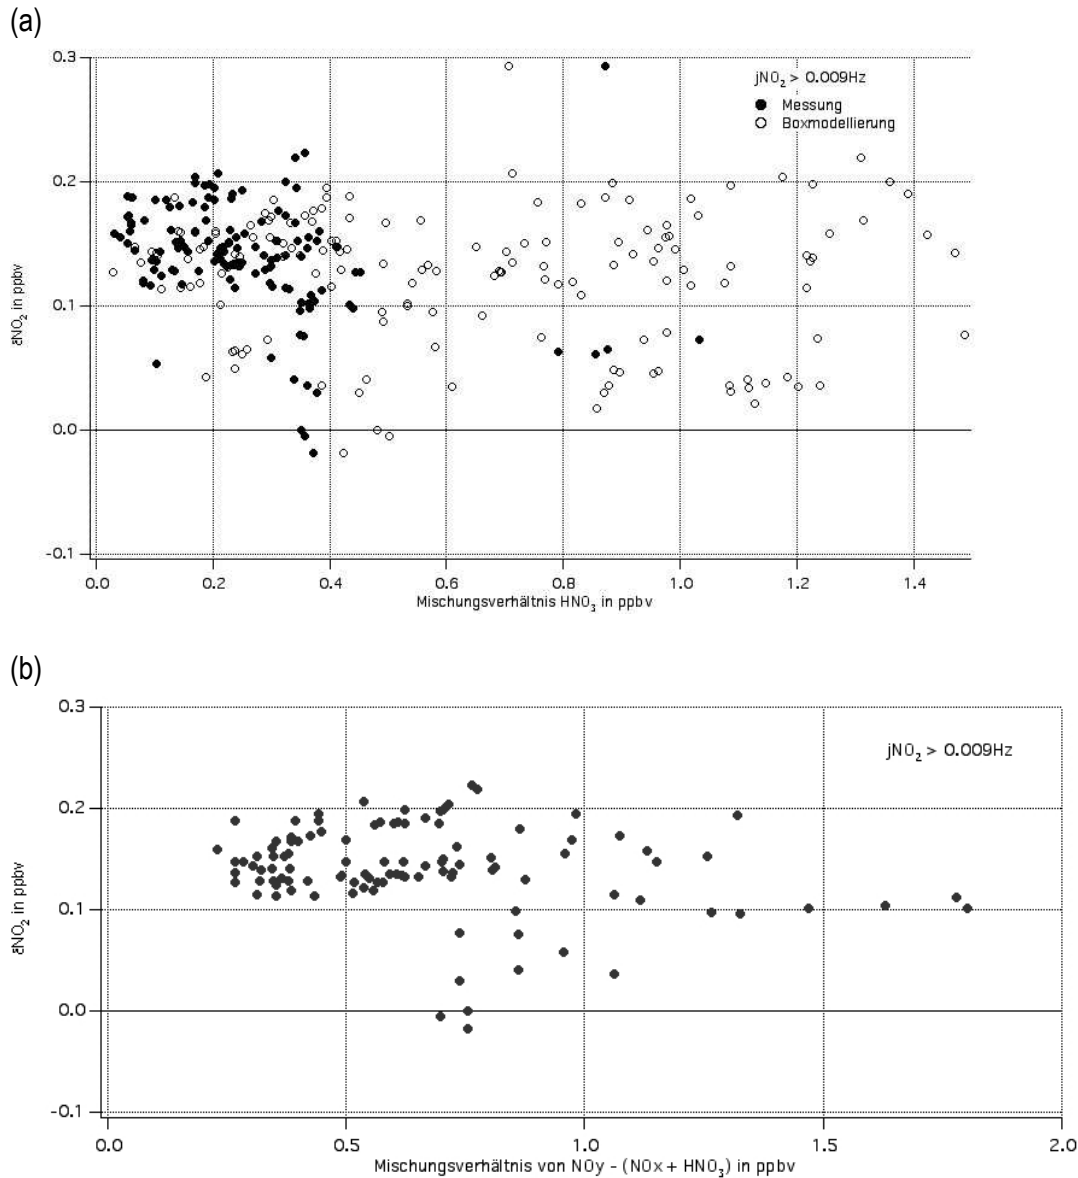 (a)
0.3
jNO₂ > 0.009Hz
Messung
Boxmodellierung
0.2
0.1
0.0
-0.1
δNO₂ in ppbv
0.0 0.2 0.4 0.6 0.8 1.0 1.2 1.4
Mischungsverhältnis HNO₃ in ppbv
(b)
0.3
jNO₂ > 0.009Hz
0.2
0.1
0.0
-0.1
δNO₂ in ppbv
0.0 0.5 1.0 1.5 2.0
Mischungsverhältnis von NOy - (NOx + HNO₃) in ppbv